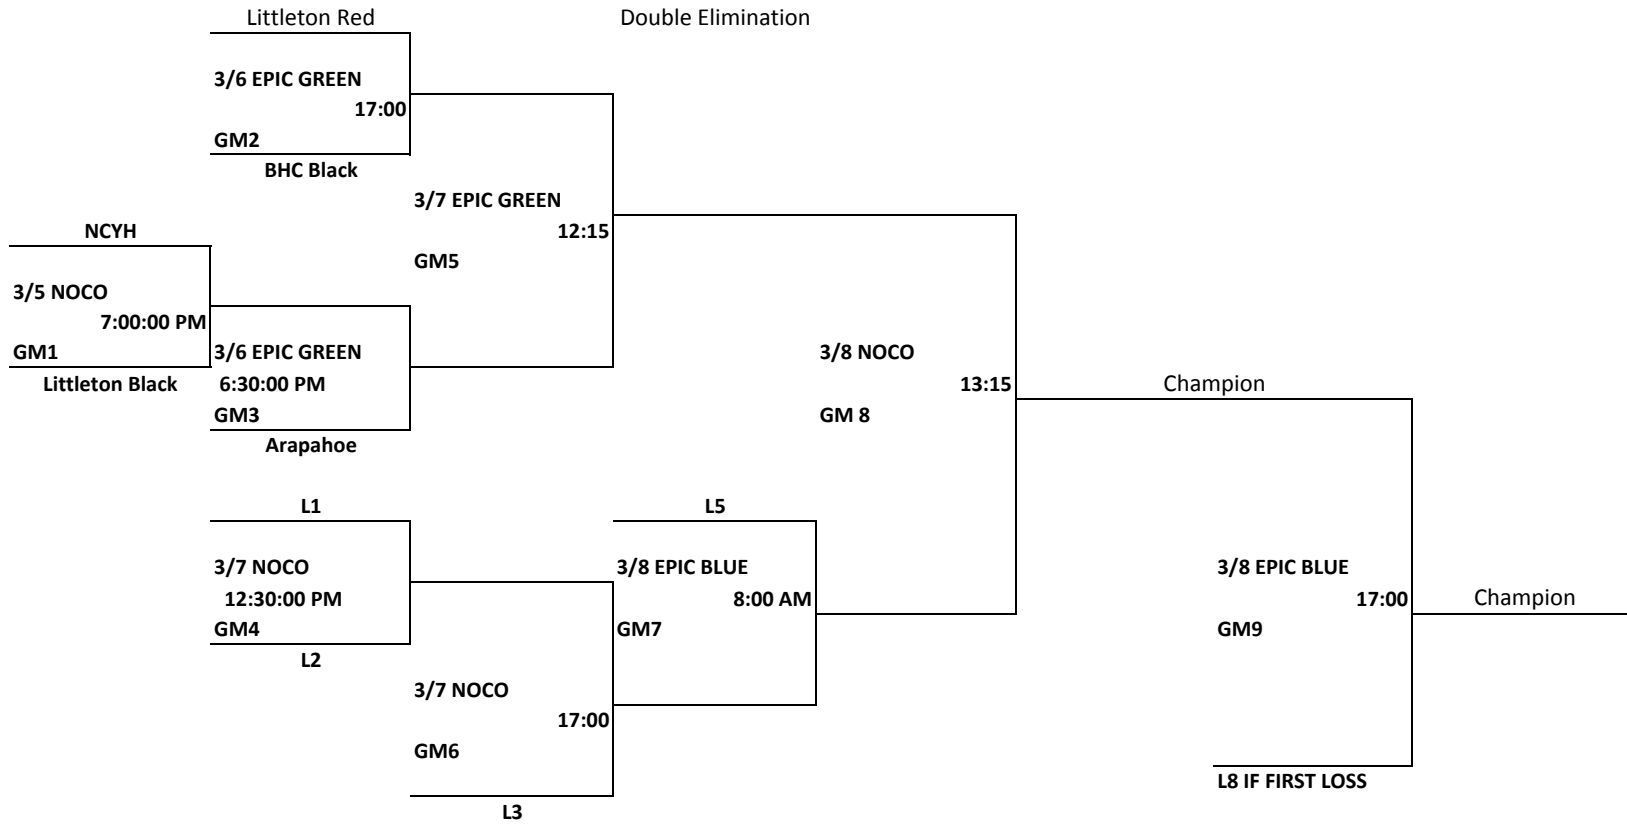 Littleton Red
Double Elimination
3/6 EPIC GREEN
17:00
GM2
BHC Black
3/7 EPIC GREEN
12:15
GM5
NCYH
3/5 NOCO
7:00:00 PM
GM1
Littleton Black
3/6 EPIC GREEN
6:30:00 PM
GM3
Arapahoe
3/8 NOCO
13:15
GM 8
Champion
L1
3/7 NOCO
12:30:00 PM
GM4
L2
L5
3/8 EPIC BLUE
8:00 AM
GM7
3/7 NOCO
17:00
GM6
L3
3/8 EPIC BLUE
17:00
GM9
Champion
L8 IF FIRST LOSS